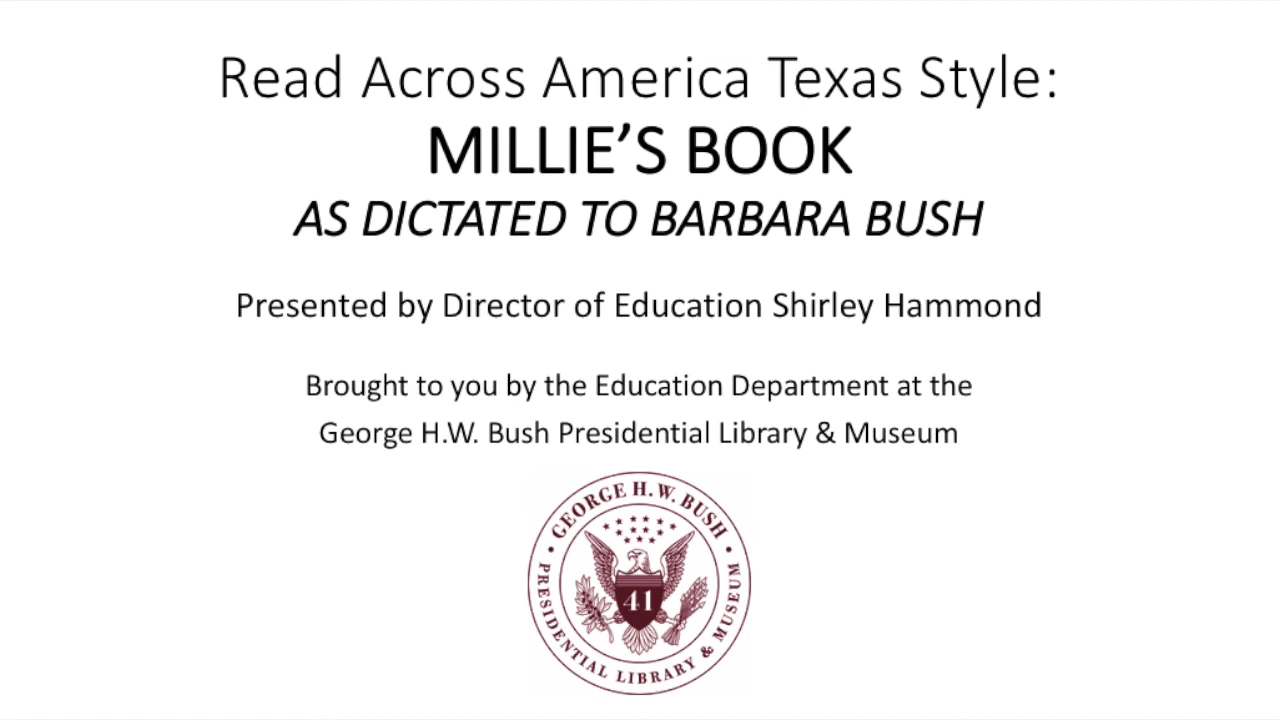 Read Across America Texas Style:
MILLIE’S BOOK
AS DICTATED TO BARBARA BUSH
Presented by Director of Education Shirley Hammond
Brought to you by the Education Department at the
George H.W. Bush Presidential Library & Museum
• GEORGE H.W. BUSH •
41
PRESIDENTIAL LIBRARY & MUSEUM